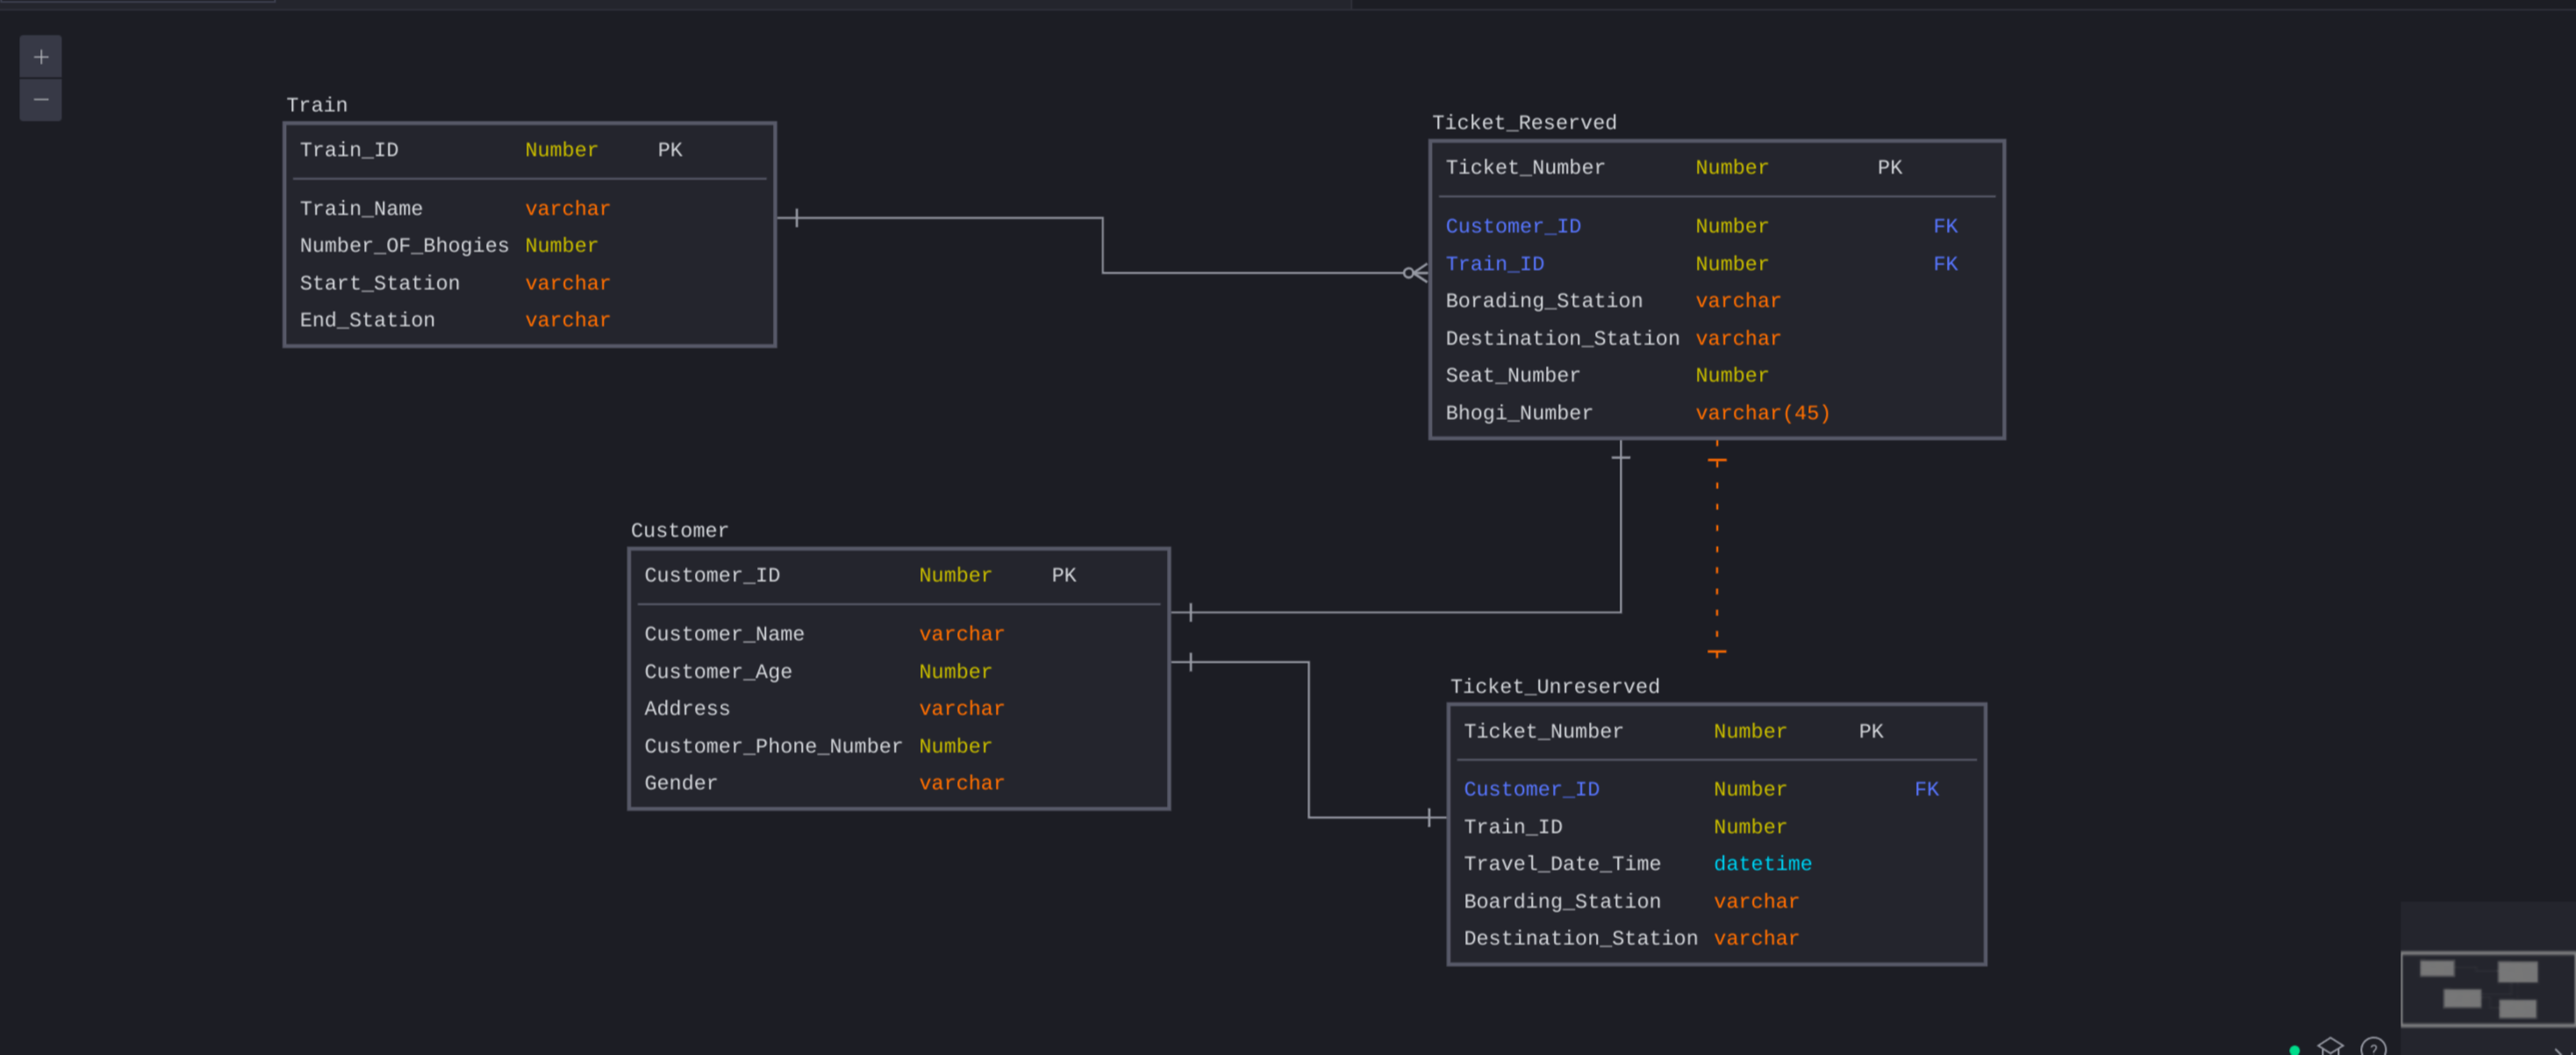 +
−
Train
Train_ID Number PK
Train_Name varchar
Number_OF_Bhogies Number
Start_Station varchar
End_Station varchar
Ticket_Reserved
Ticket_Number Number PK
Customer_ID Number FK
Train_ID Number FK
Borading_Station varchar
Destination_Station varchar
Seat_Number Number
Bhogi_Number varchar(45)
Customer
Customer_ID Number PK
Customer_Name varchar
Customer_Age Number
Address varchar
Customer_Phone_Number Number
Gender varchar
Ticket_Unreserved
Ticket_Number Number PK
Customer_ID Number FK
Train_ID Number
Travel_Date_Time datetime
Boarding_Station varchar
Destination_Station varchar
?